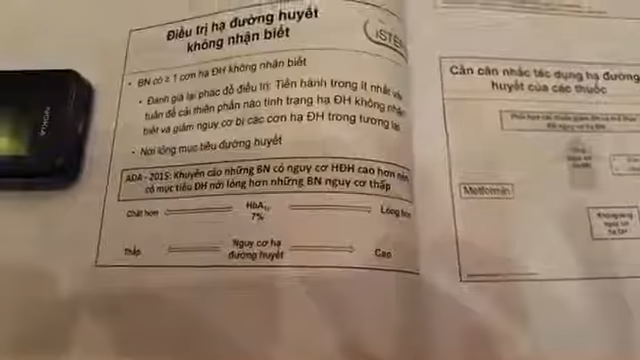 Điều trị hạ đường huyết
không nhận biết
iSTEN
• BN có ≥ 1 cơn hạ ĐH không nhận biết
• Đánh giá lại phác đồ điều trị: Tiến hành trong ít nhất vài
tuần để cải thiện phần nào tình trạng hạ ĐH không nhận
biết và giảm nguy cơ bị các cơn hạ ĐH trong tương lai
• Nới lỏng mục tiêu đường huyết
ADA - 2015: Khuyến cáo những BN có nguy cơ HĐH cao hơn nên
có mục tiêu ĐH nới lỏng hơn những BN nguy cơ thấp
Chặt hơn
HbA1c
7%
Lỏng hơn
Thấp
Nguy cơ hạ
đường huyết
Cao
NOKIA
Cần cân nhắc tác dụng hạ đường
huyết của các thuốc
Metformin